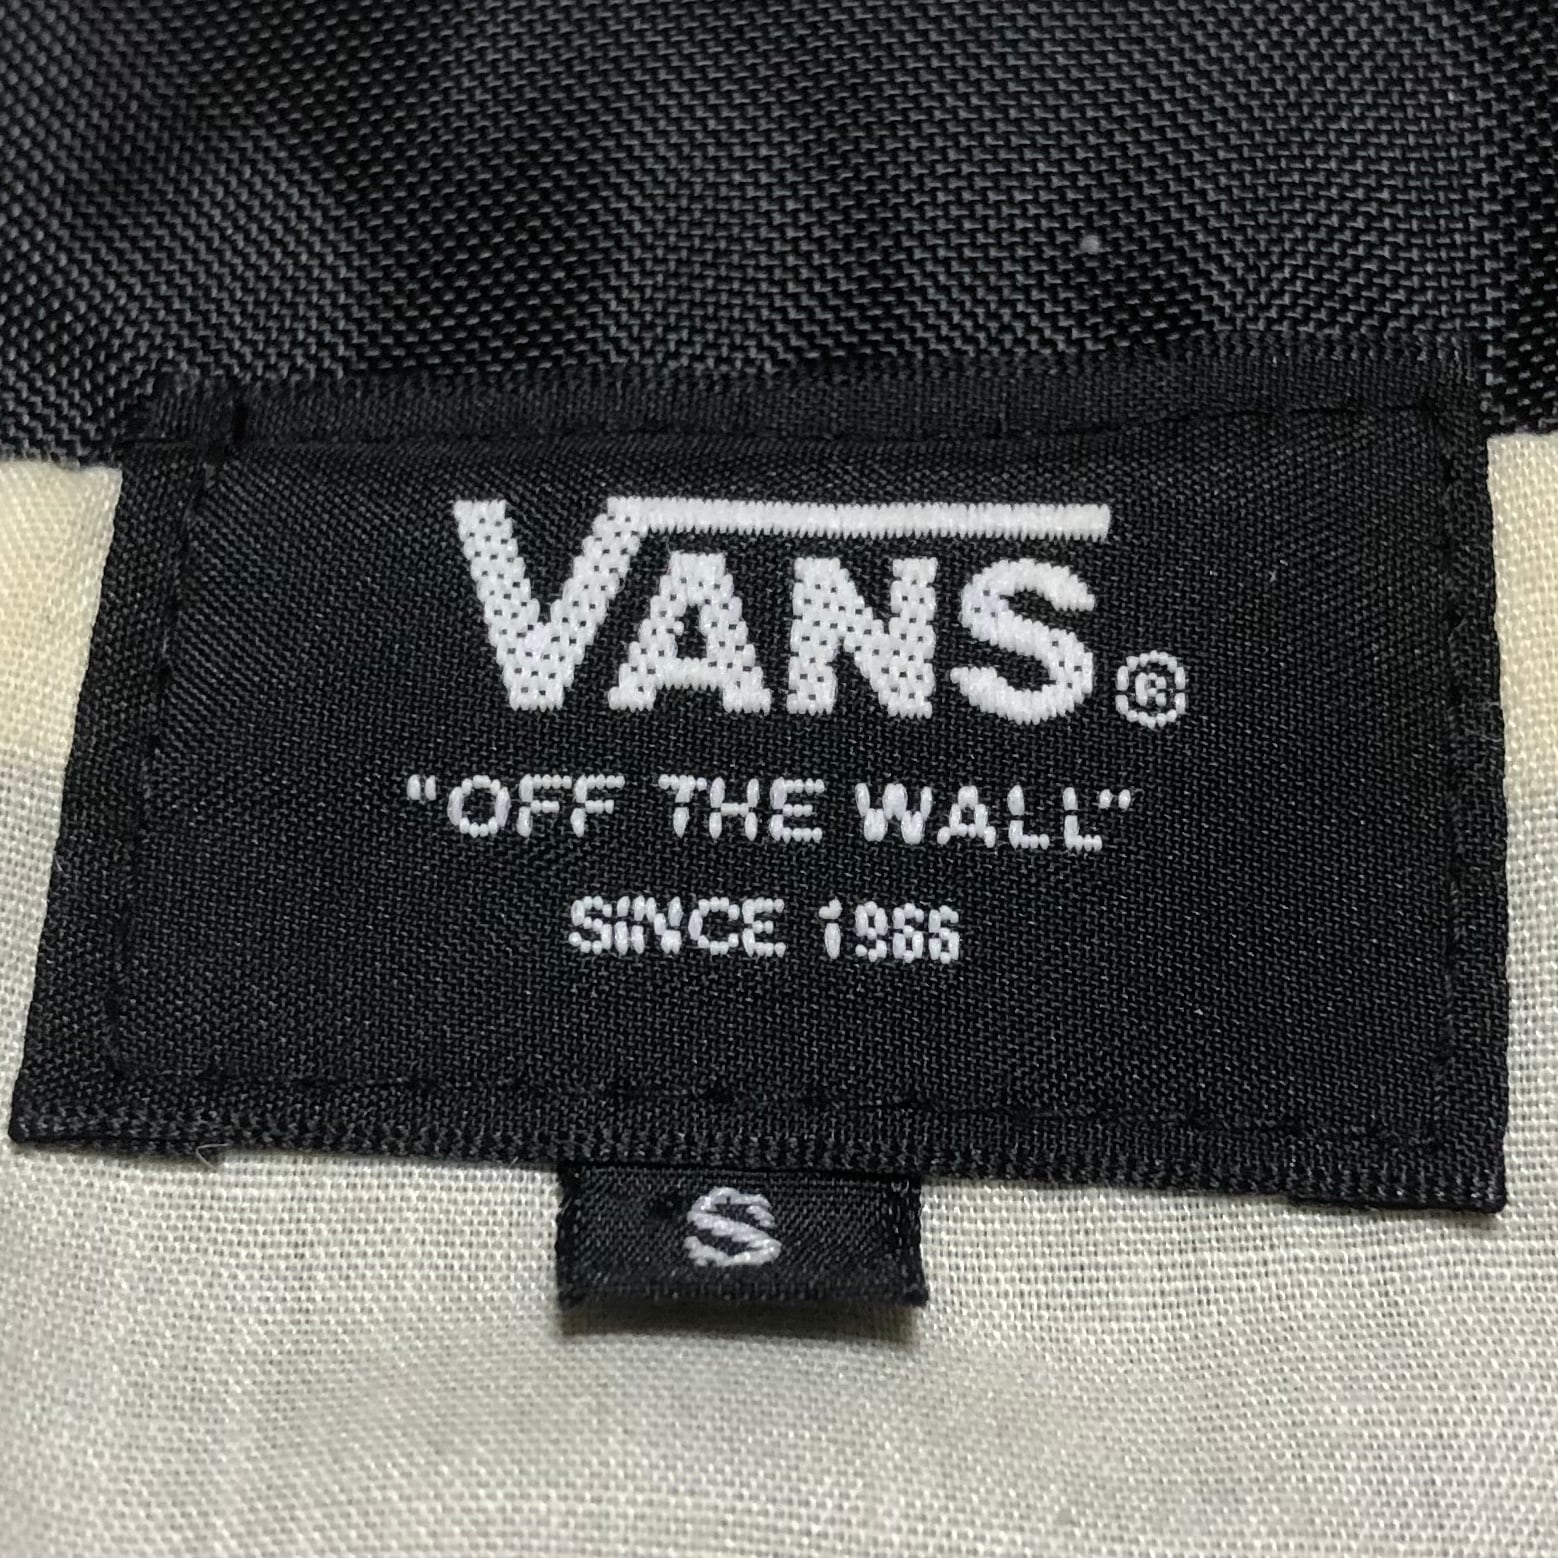 VANS®
"OFF THE WALL"
SINCE 1966
S